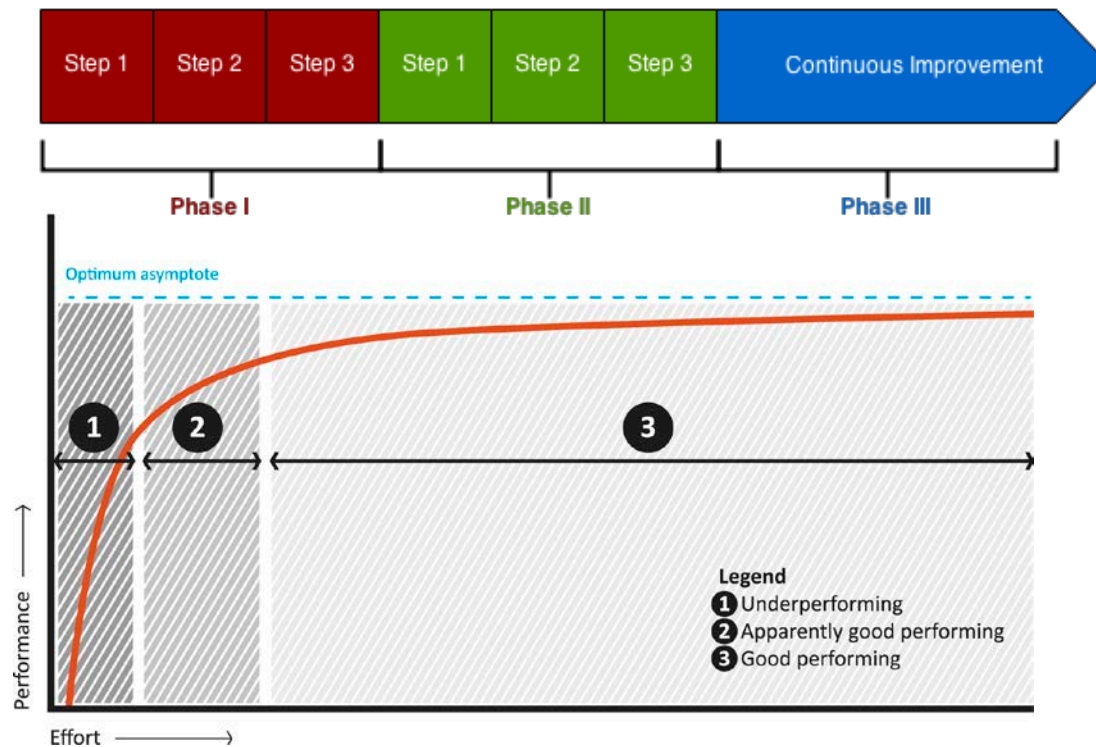 Step 1
Step 2
Step 3
Step 1
Step 2
Step 3
Continuous Improvement
Phase I
Phase II
Phase III
Optimum asymptote
1
2
3
Legend
1 Underperforming
2 Apparently good performing
3 Good performing
Performance
Effort